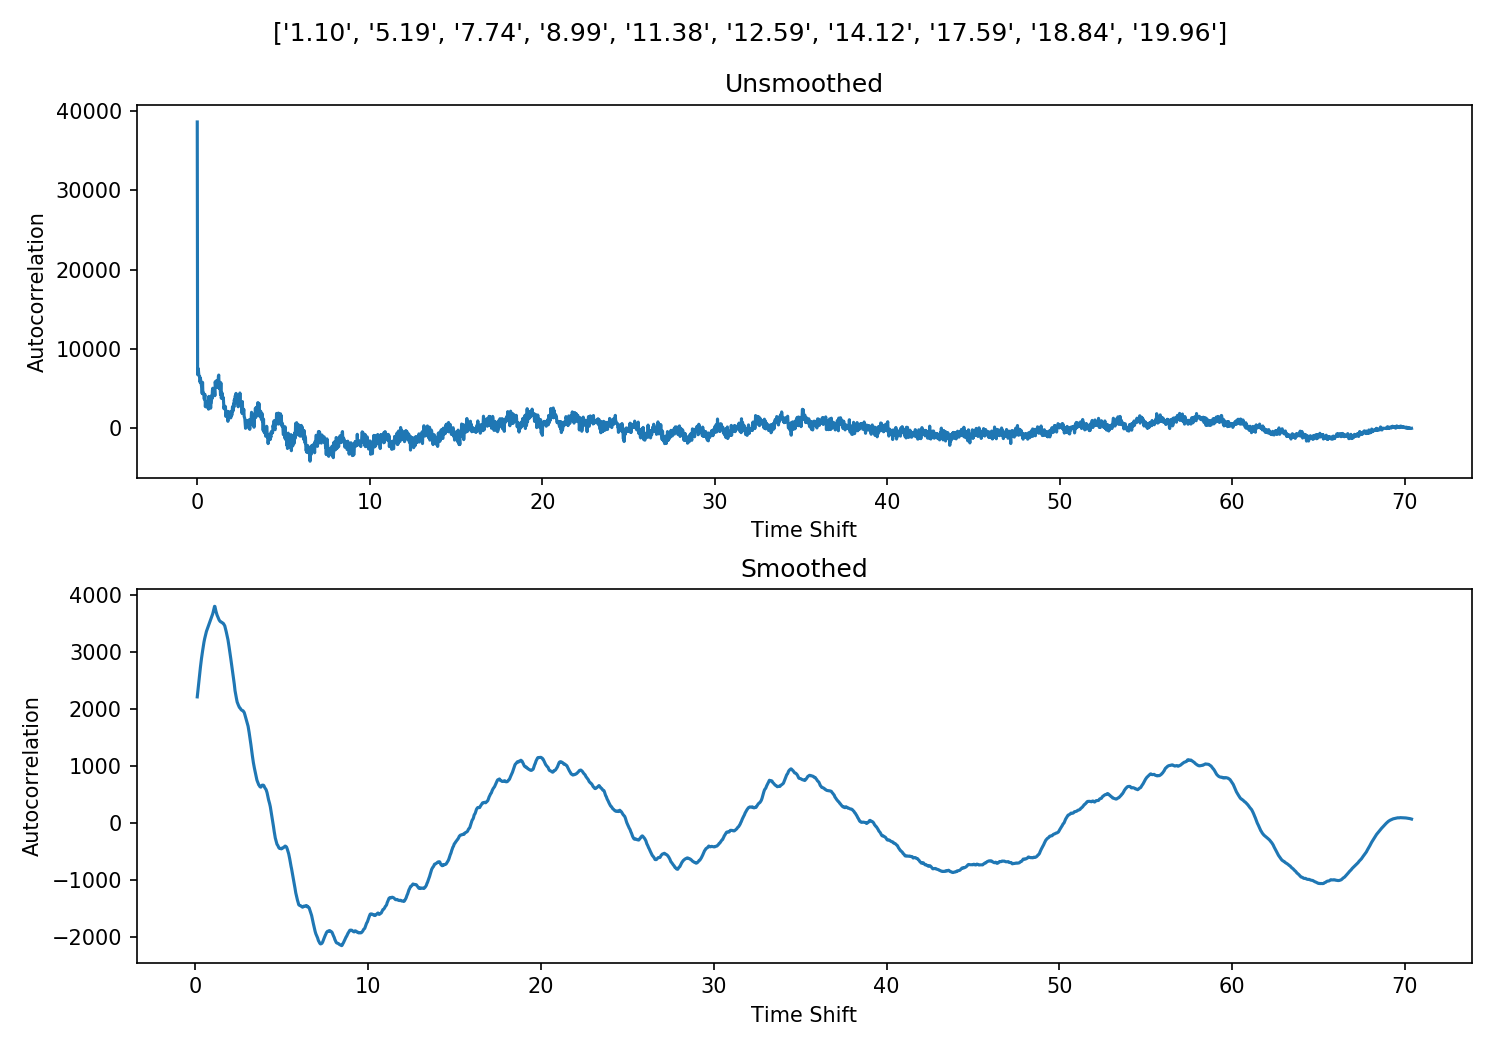 ['1.10', '5.19', '7.74', '8.99', '11.38', '12.59', '14.12', '17.59', '18.84', '19.96']
Unsmoothed
40000
30000
20000
10000
0
Autocorrelation
0 10 20 30 40 50 60 70
Time Shift
Smoothed
4000
3000
2000
1000
0
−1000
−2000
Autocorrelation
0 10 20 30 40 50 60 70
Time Shift